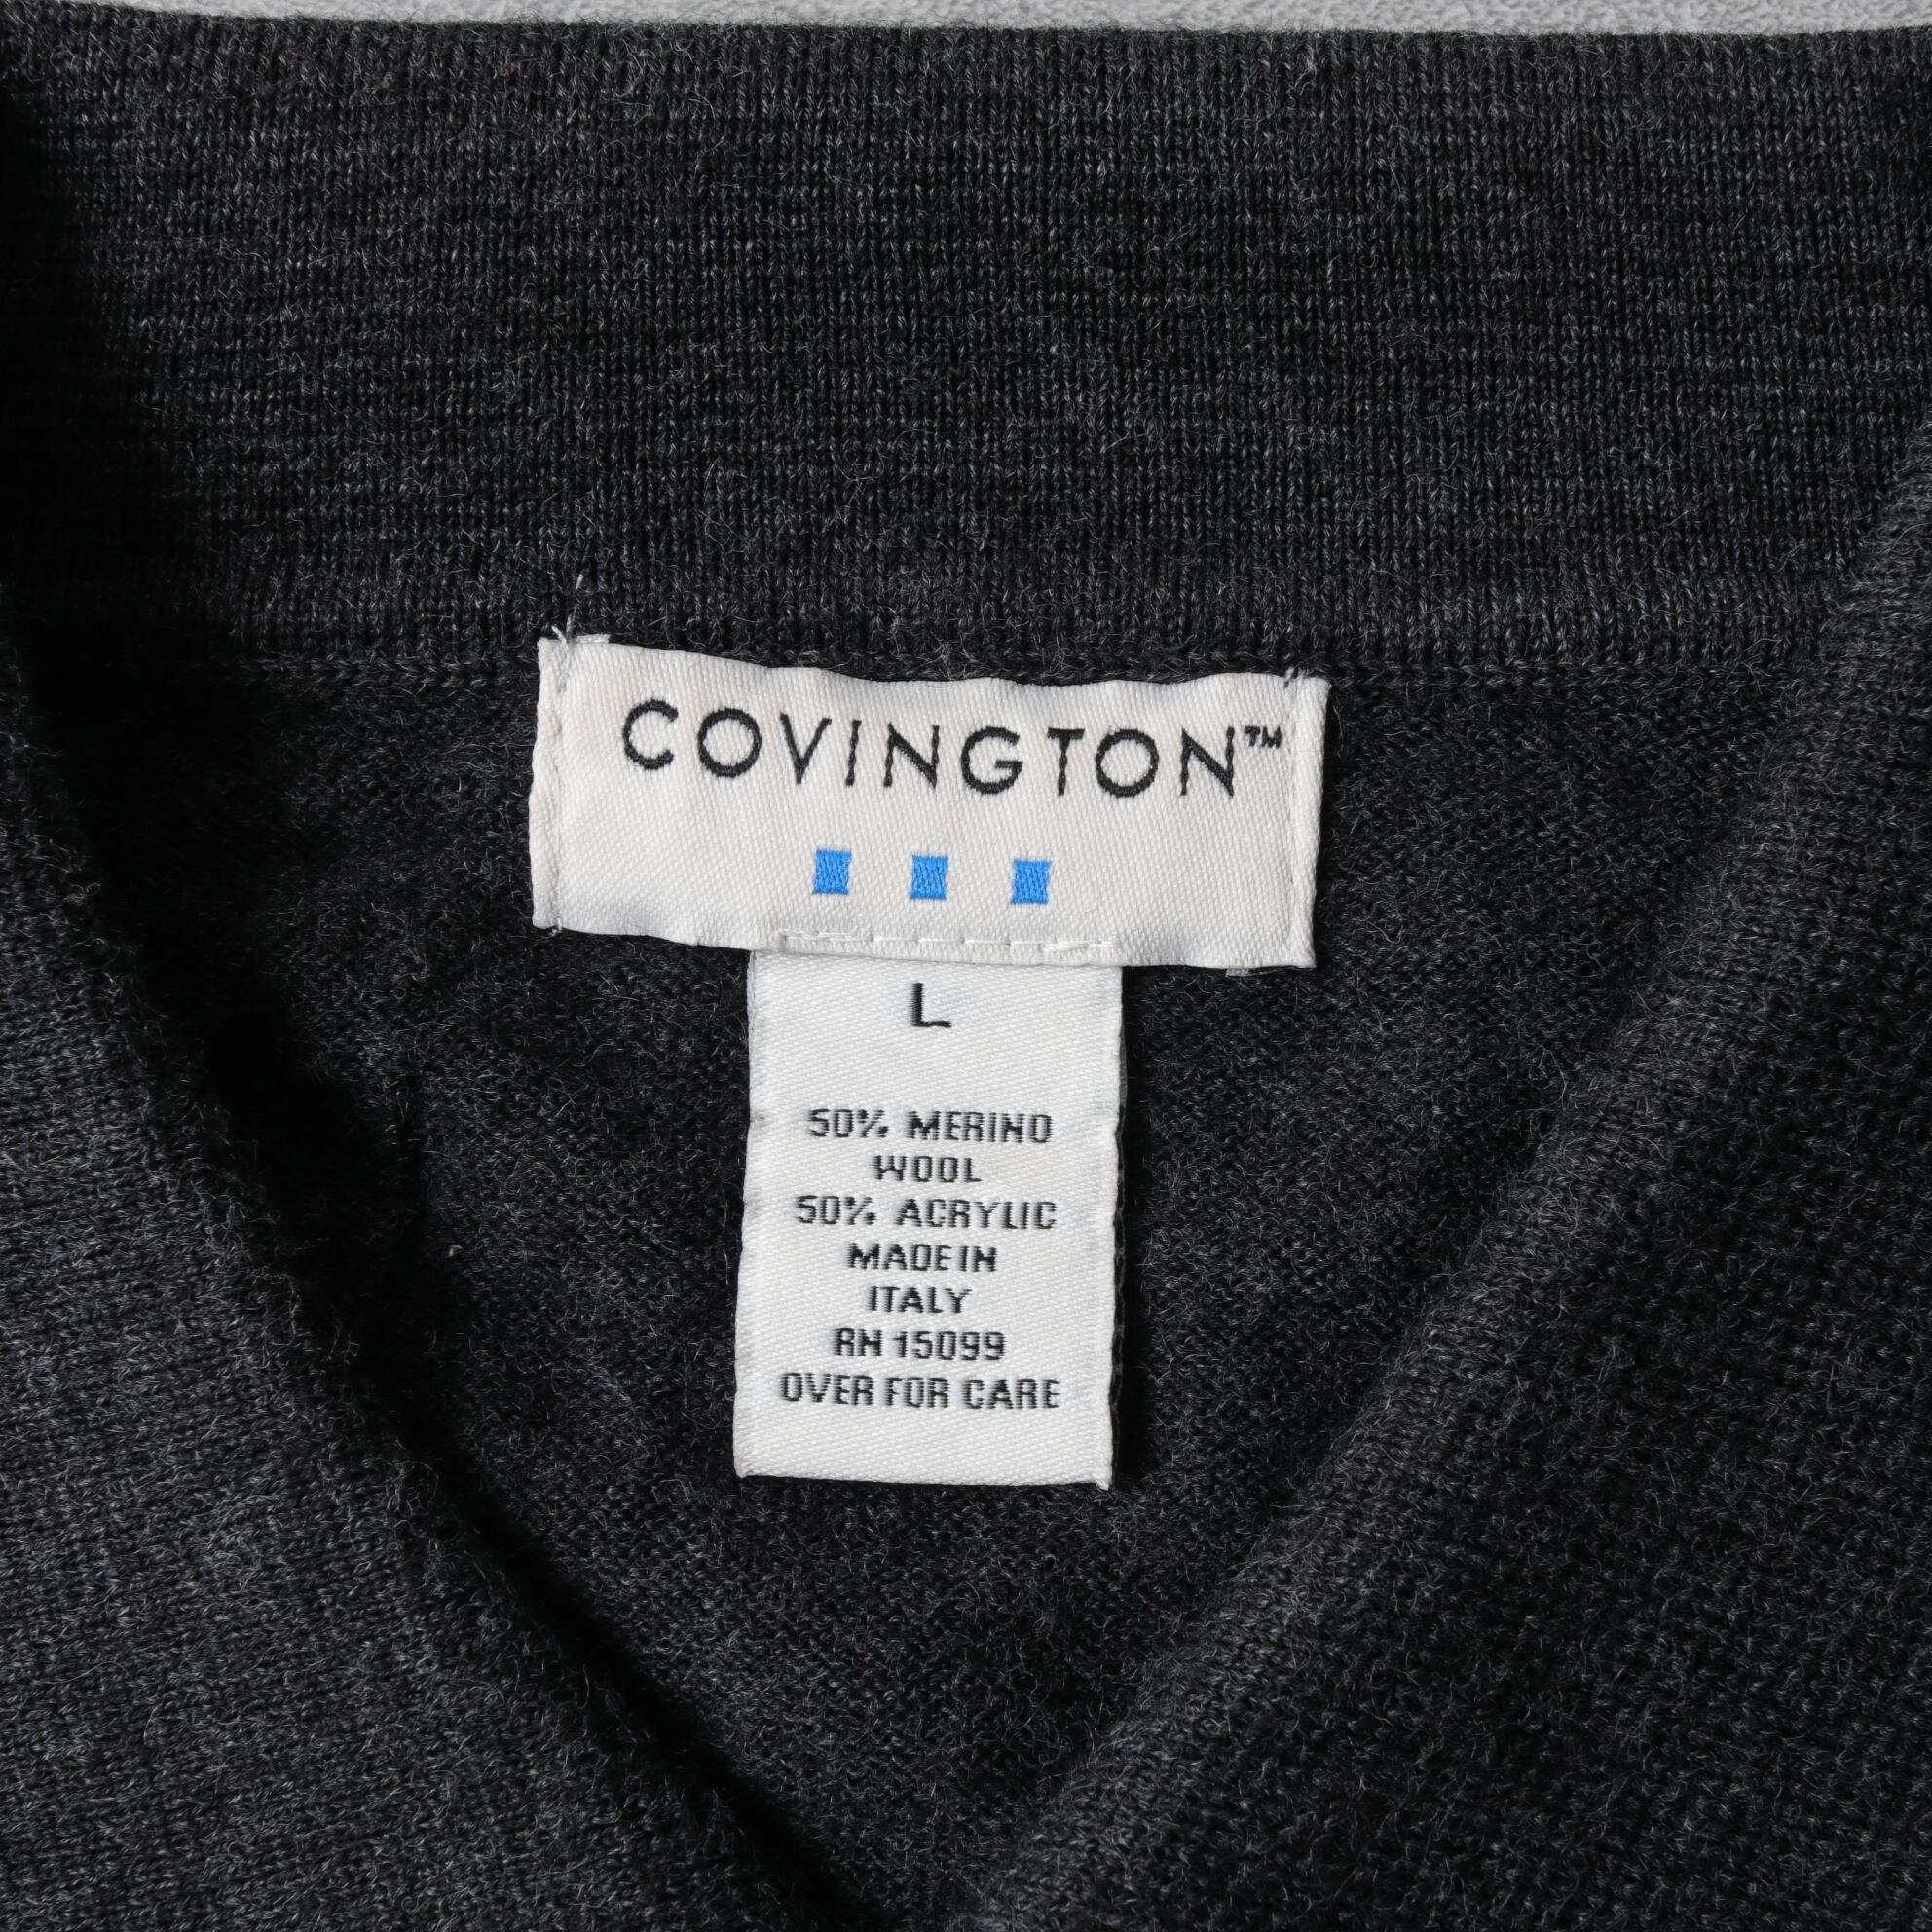 COVINGTON™
L
50% MERINO
WOOL
50% ACRYLIC
MADE IN
ITALY
RN 15099
OVER FOR CARE